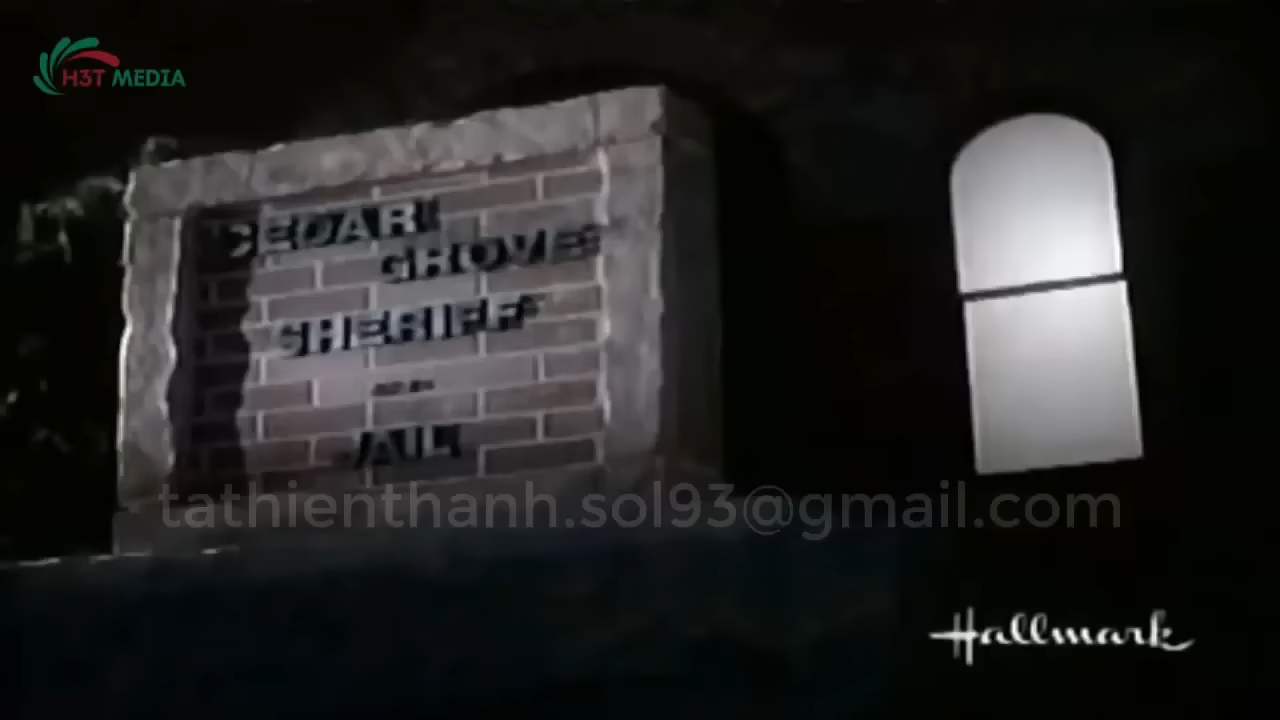 H3T MEDIA
CEDAR
GROVE
SHERIFF
JAIL
tathienthanh.sol93@gmail.com
Hallmark